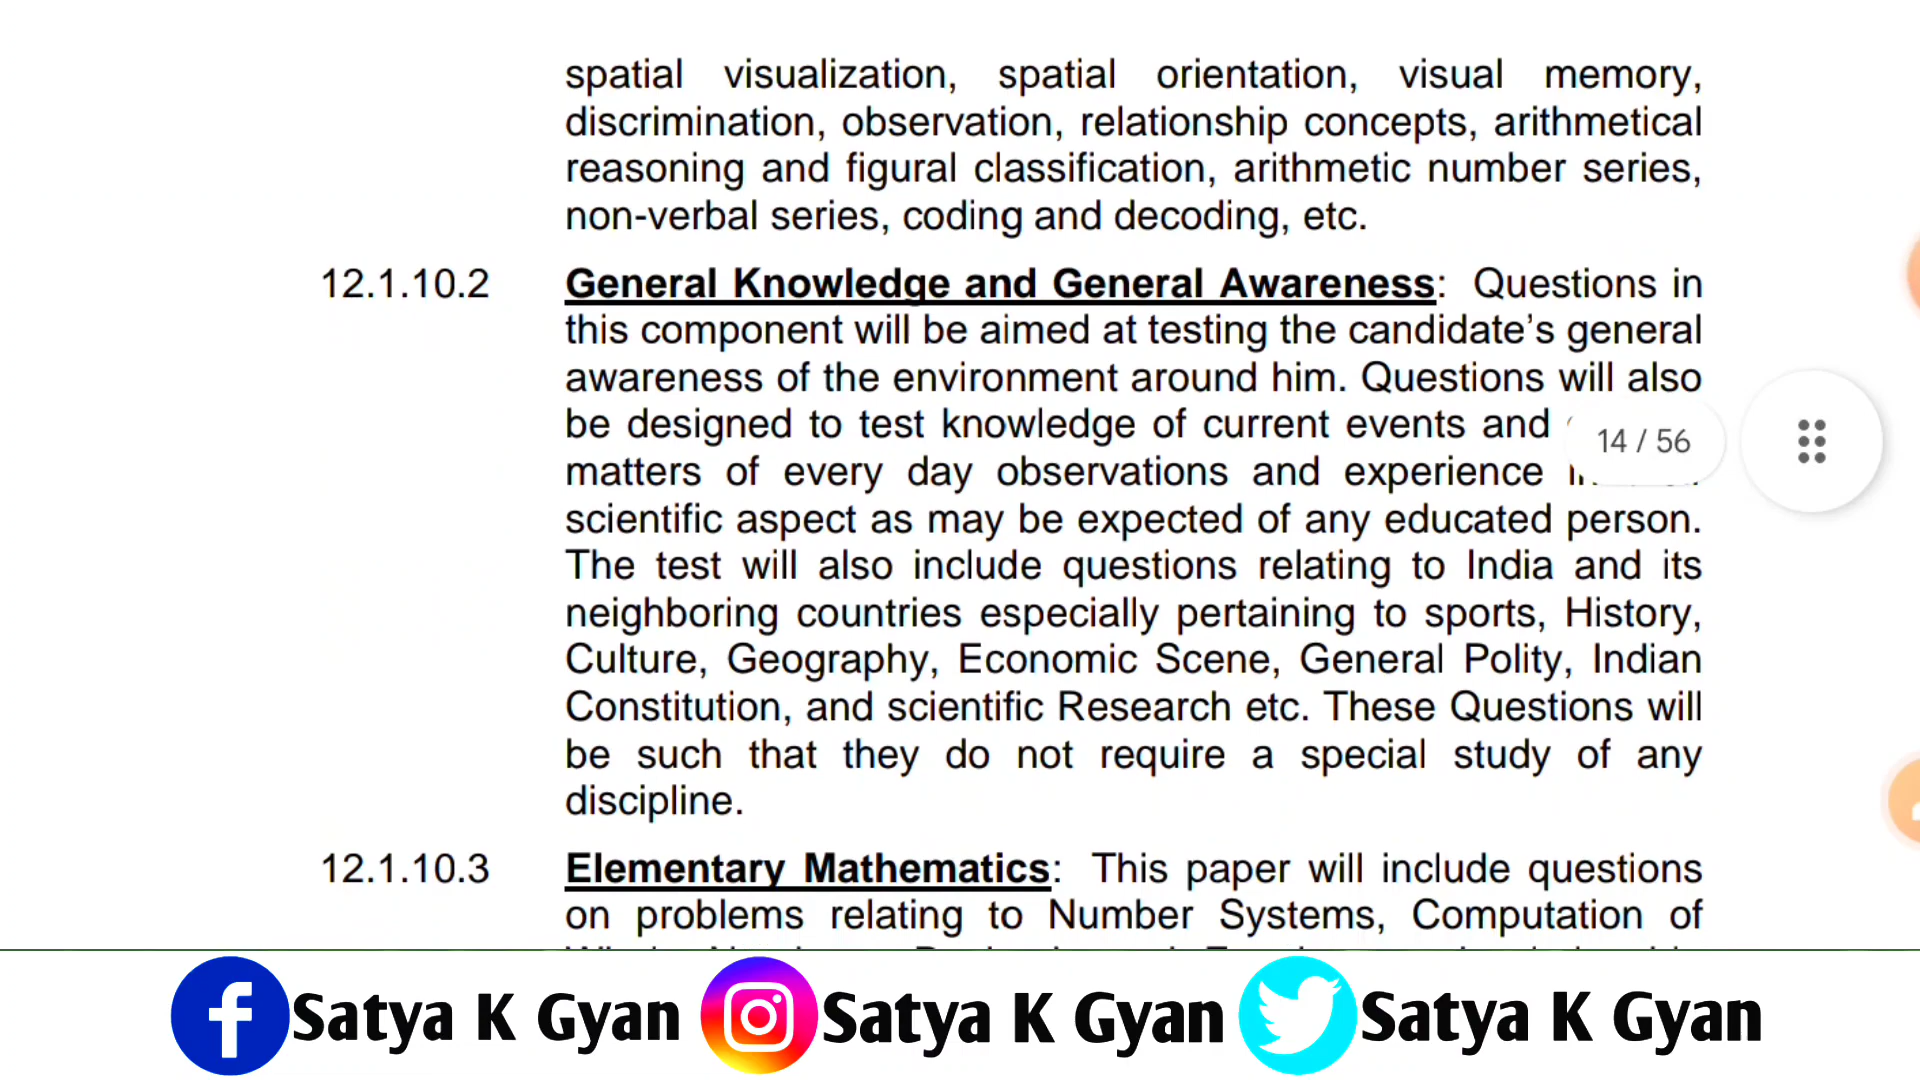 spatial visualization, spatial orientation, visual memory,
discrimination, observation, relationship concepts, arithmetical
reasoning and figural classification, arithmetic number series,
non-verbal series, coding and decoding, etc.
12.1.10.2 General Knowledge and General Awareness: Questions in
this component will be aimed at testing the candidate’s general
awareness of the environment around him. Questions will also
be designed to test knowledge of current events and
14 / 56
matters of every day observations and experience
scientific aspect as may be expected of any educated person.
The test will also include questions relating to India and its
neighboring countries especially pertaining to sports, History,
Culture, Geography, Economic Scene, General Polity, Indian
Constitution, and scientific Research etc. These Questions will
be such that they do not require a special study of any
discipline.
12.1.10.3 Elementary Mathematics: This paper will include questions
on problems relating to Number Systems, Computation of
Satya K Gyan Satya K Gyan Satya K Gyan